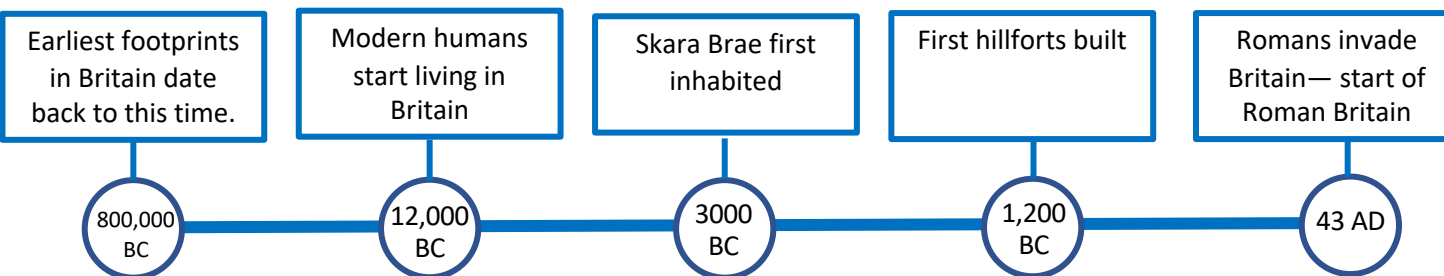 Earliest footprints
in Britain date
back to this time.
Modern humans
start living in
Britain
Skara Brae first
inhabited
First hillforts built
Romans invade
Britain— start of
Roman Britain
800,000
BC
12,000
BC
3000
BC
1,200
BC
43 AD